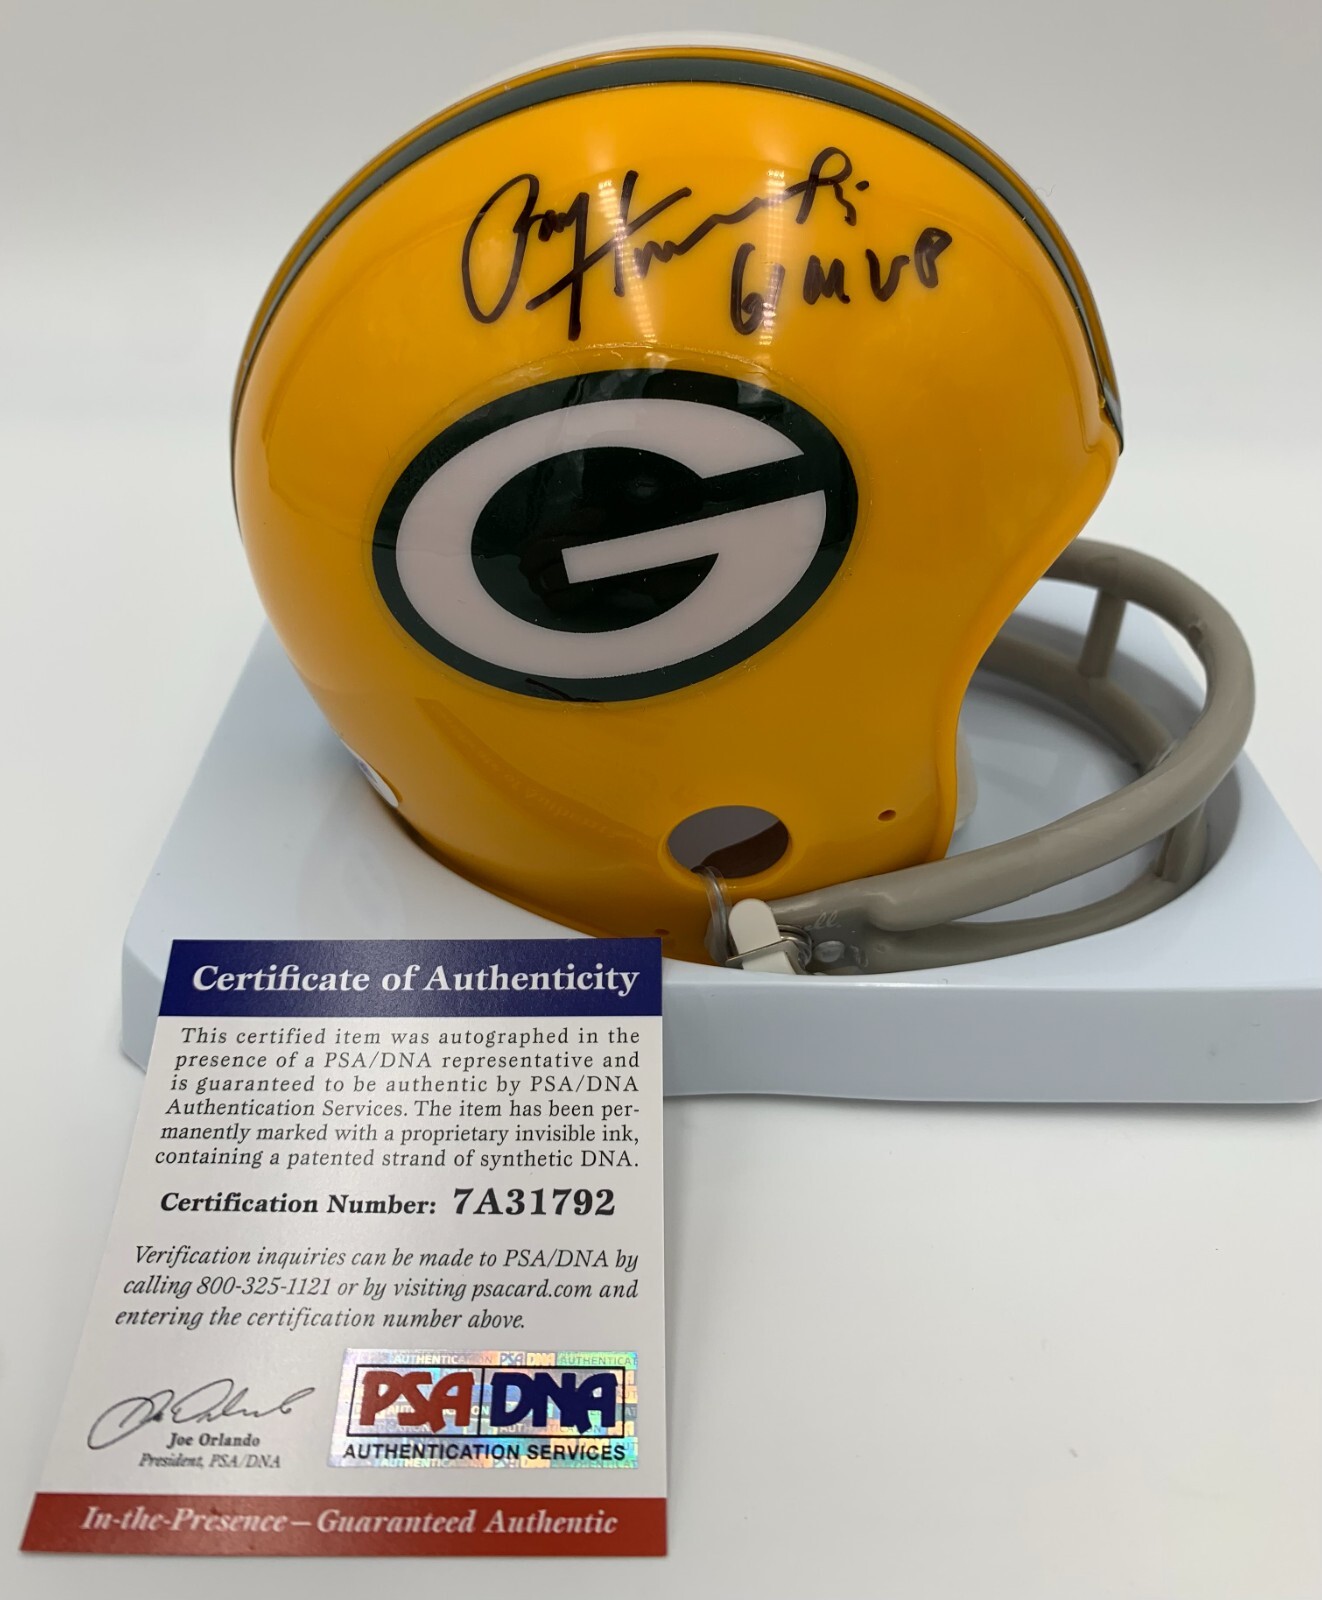 Paul Hornung
61 MVP
G
Certificate of Authenticity
This certified item was autographed in the
presence of a PSA/DNA representative and
is guaranteed to be authentic by PSA/DNA
Authentication Services. The item has been per-
manently marked with a proprietary invisible ink,
containing a patented strand of synthetic DNA.
Certification Number: 7A31792
Verification inquiries can be made to PSA/DNA by
calling 800-325-1121 or by visiting psacard.com and
entering the certification number above.
Joe Orlando
President, PSA/DNA
PSA DNA
AUTHENTICATION SERVICES
In-the-Presence – Guaranteed Authentic